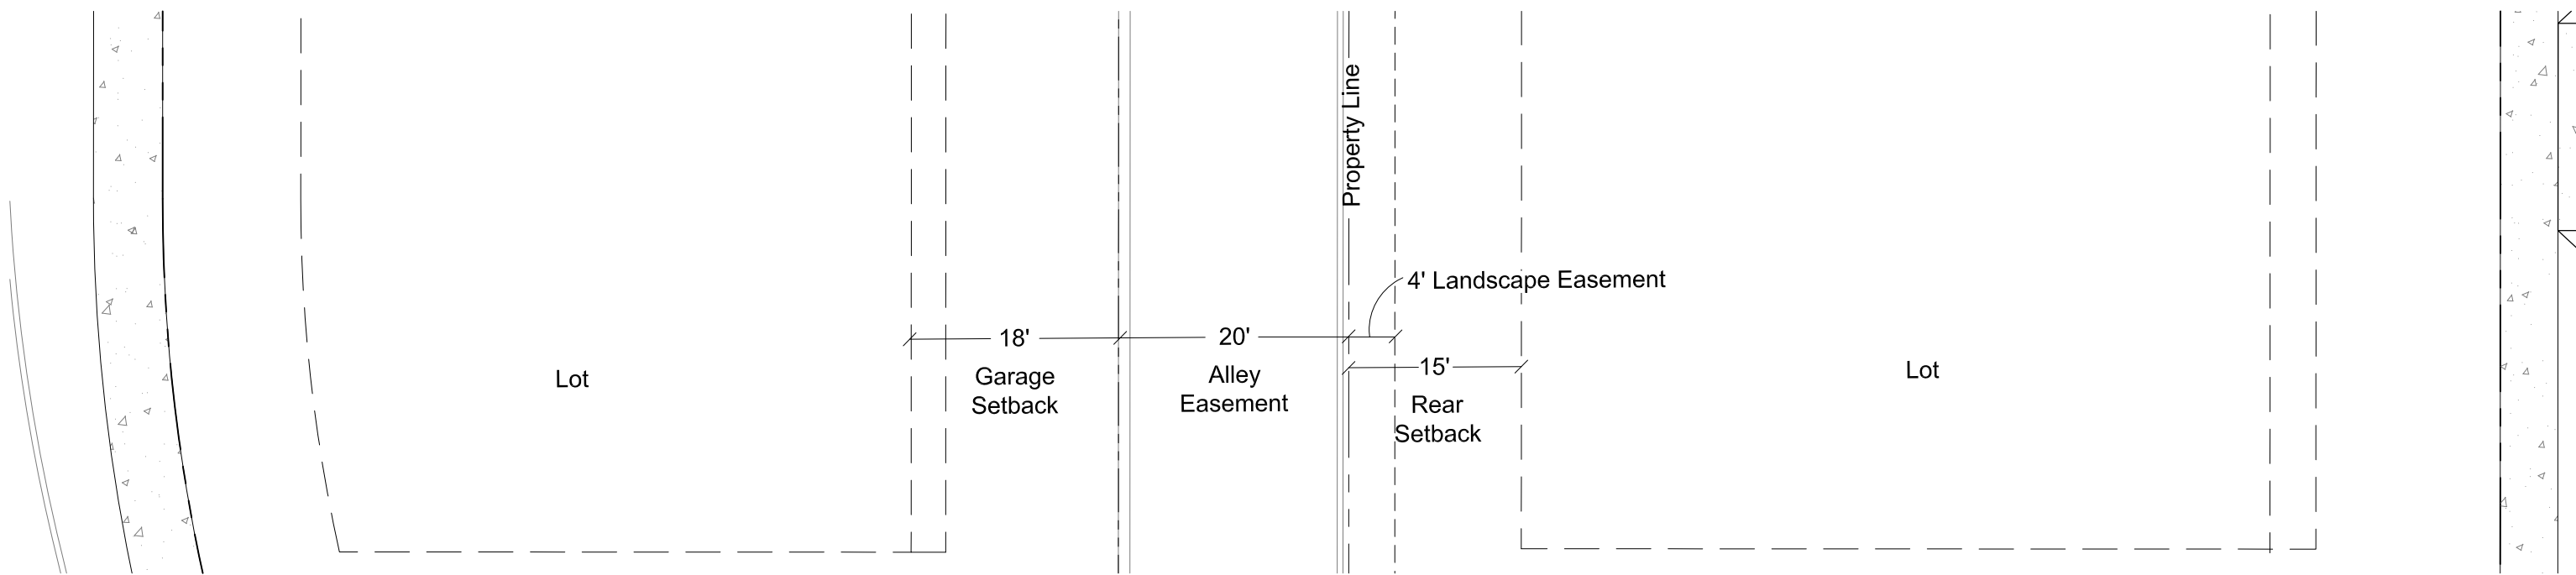 Property Line
4' Landscape Easement
18'
20'
15'
Lot
Garage
Setback
Alley
Easement
Rear
Setback
Lot